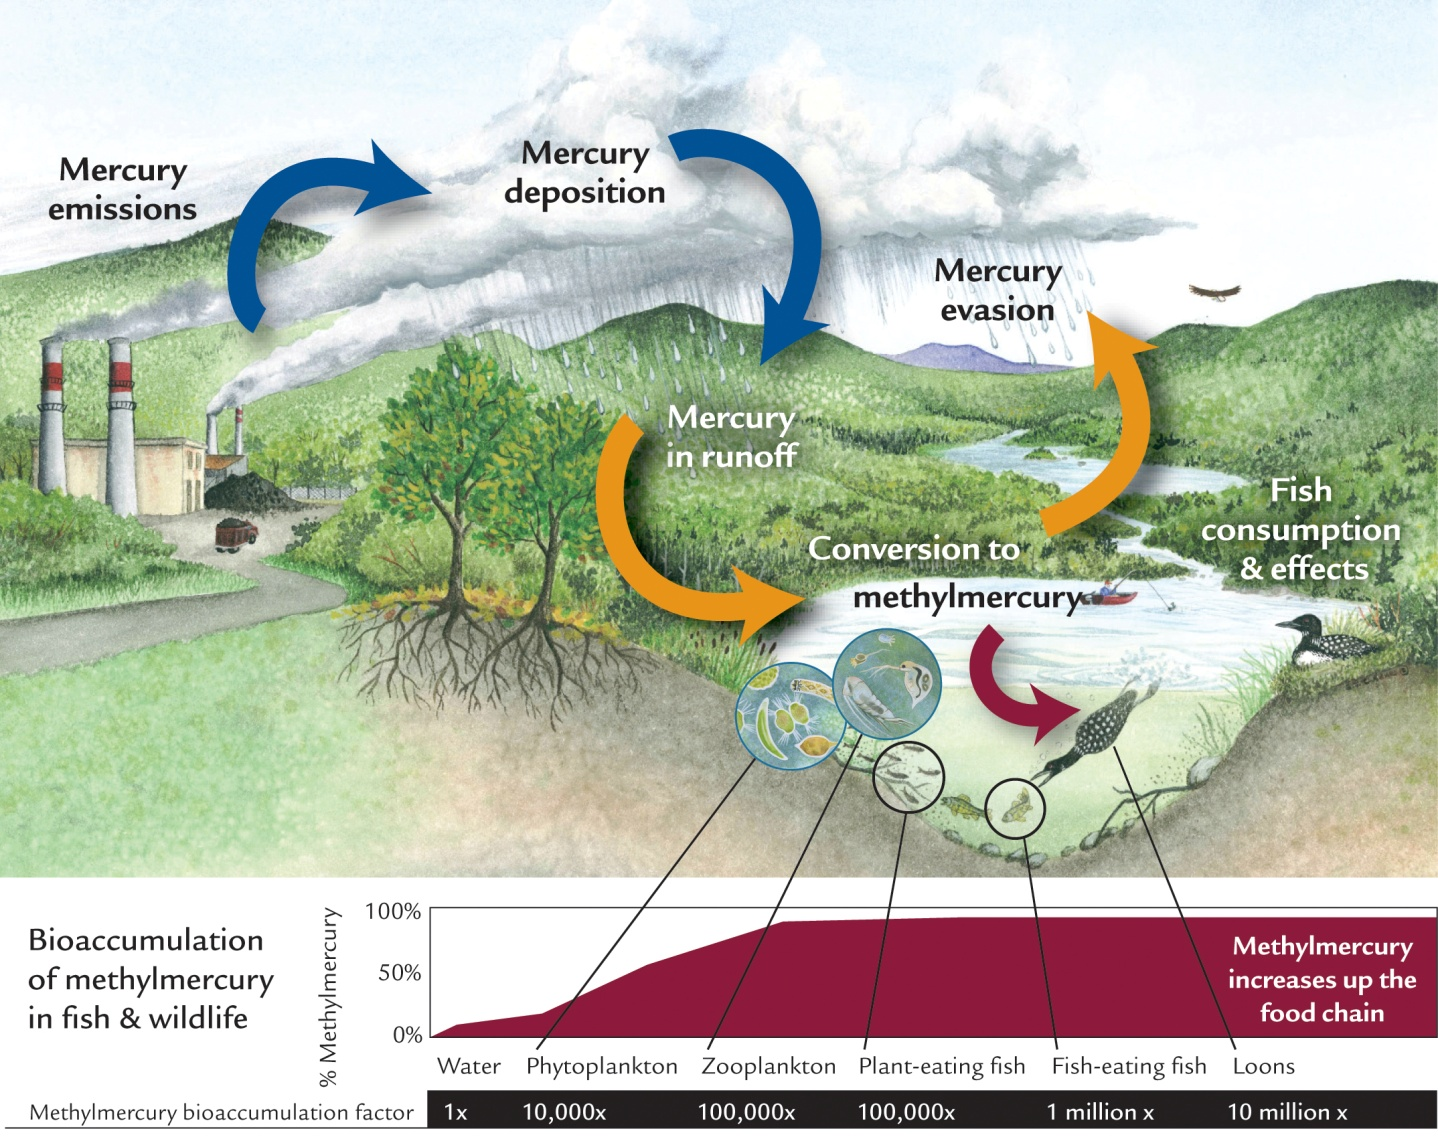 Mercury
emissions
Mercury
deposition
Mercury
evasion
Mercury
in runoff
Fish
consumption
& effects
Conversion to
methylmercury
Bioaccumulation
of methylmercury
in fish & wildlife
% Methylmercury
100%
50%
0%
Methylmercury
increases up the
food chain
Water Phytoplankton Zooplankton Plant-eating fish Fish-eating fish Loons
Methylmercury bioaccumulation factor 1x 10,000x 100,000x 100,000x 1 million x 10 million x